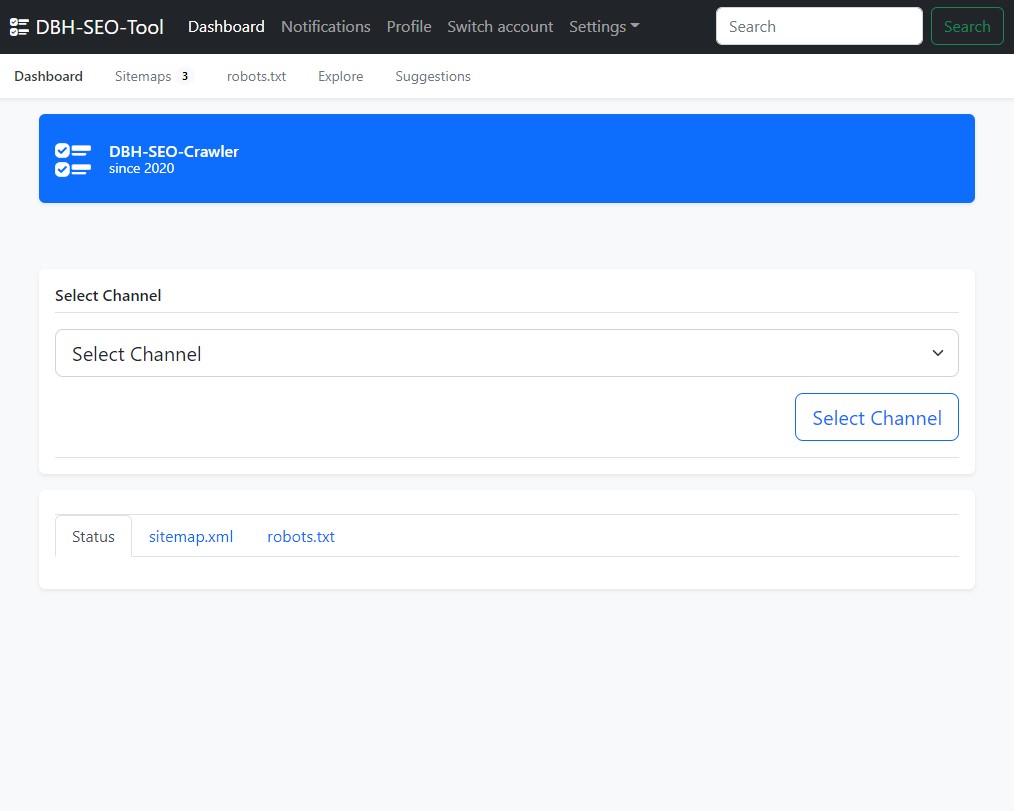 DBH-SEO-Tool Dashboard Notifications Profile Switch account Settings Search Search
Dashboard Sitemaps 3 robots.txt Explore Suggestions
DBH-SEO-Crawler
since 2020
Select Channel
Select Channel
Select Channel
Status sitemap.xml robots.txt